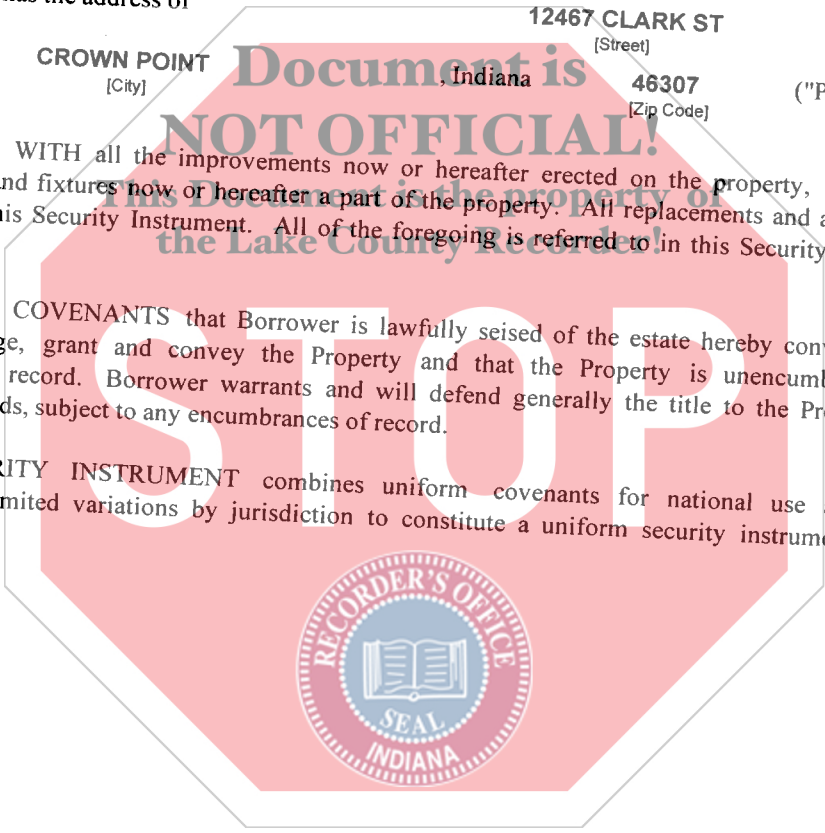 has the address of
12467 CLARK ST
[Street]
CROWN POINT , Indiana 46307 ("P
[City] [Zip Code]
Document is
NOT OFFICIAL!
This Document is the property of
the Lake County Recorder!
WITH all the improvements now or hereafter erected on the property,
nd fixtures now or hereafter a part of the property. All replacements and a
is Security Instrument. All of the foregoing is referred to in this Security
STOP
COVENANTS that Borrower is lawfully seised of the estate hereby conv
ge, grant and convey the Property and that the Property is unencumb
record. Borrower warrants and will defend generally the title to the Pr
ds, subject to any encumbrances of record.
RITY INSTRUMENT combines uniform covenants for national use
mited variations by jurisdiction to constitute a uniform security instrume
RECORDER'S OFFICE
SEAL
INDIANA